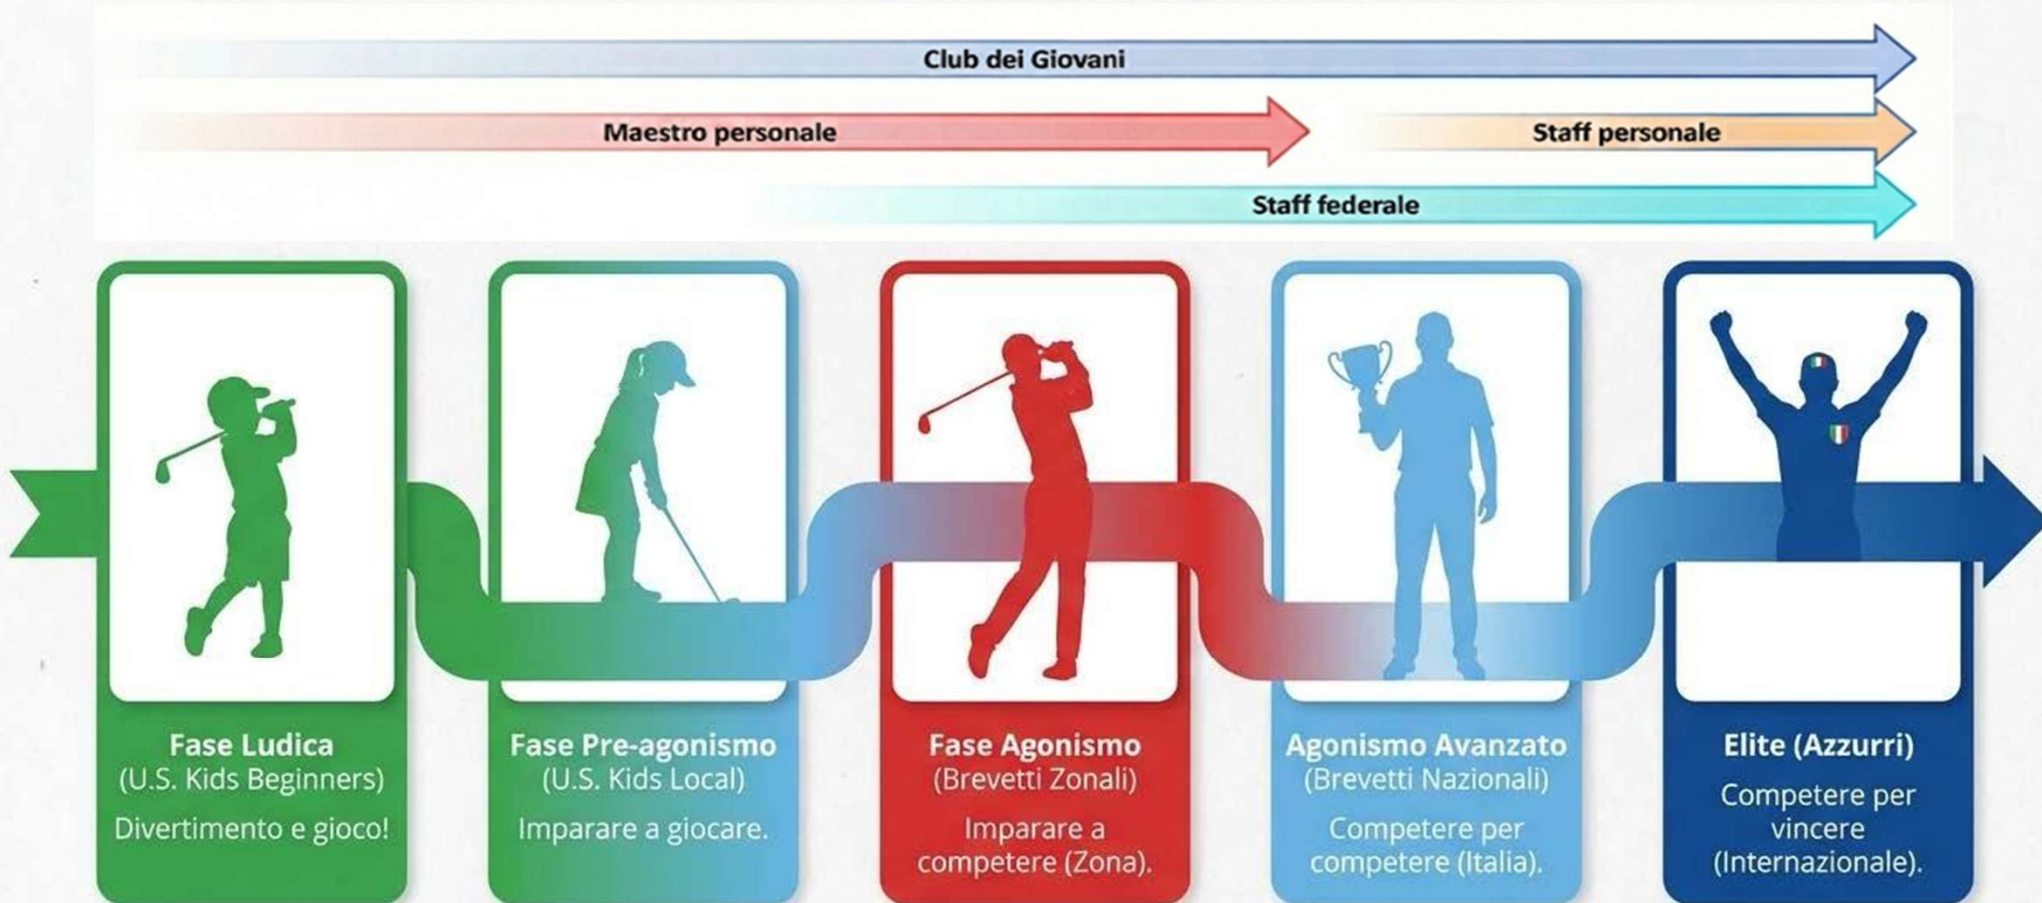 Club dei Giovani
Maestro personale
Staff personale
Staff federale
Fase Ludica
(U.S. Kids Beginners)
Divertimento e gioco!
Fase Pre-agonismo
(U.S. Kids Local)
Imparare a giocare.
Fase Agonismo
(Brevetti Zonali)
Imparare a
competere (Zona).
Agonismo Avanzato
(Brevetti Nazionali)
Competere per
competere (Italia).
Elite (Azzurri)
Competere per
vincere
(Internazionale).